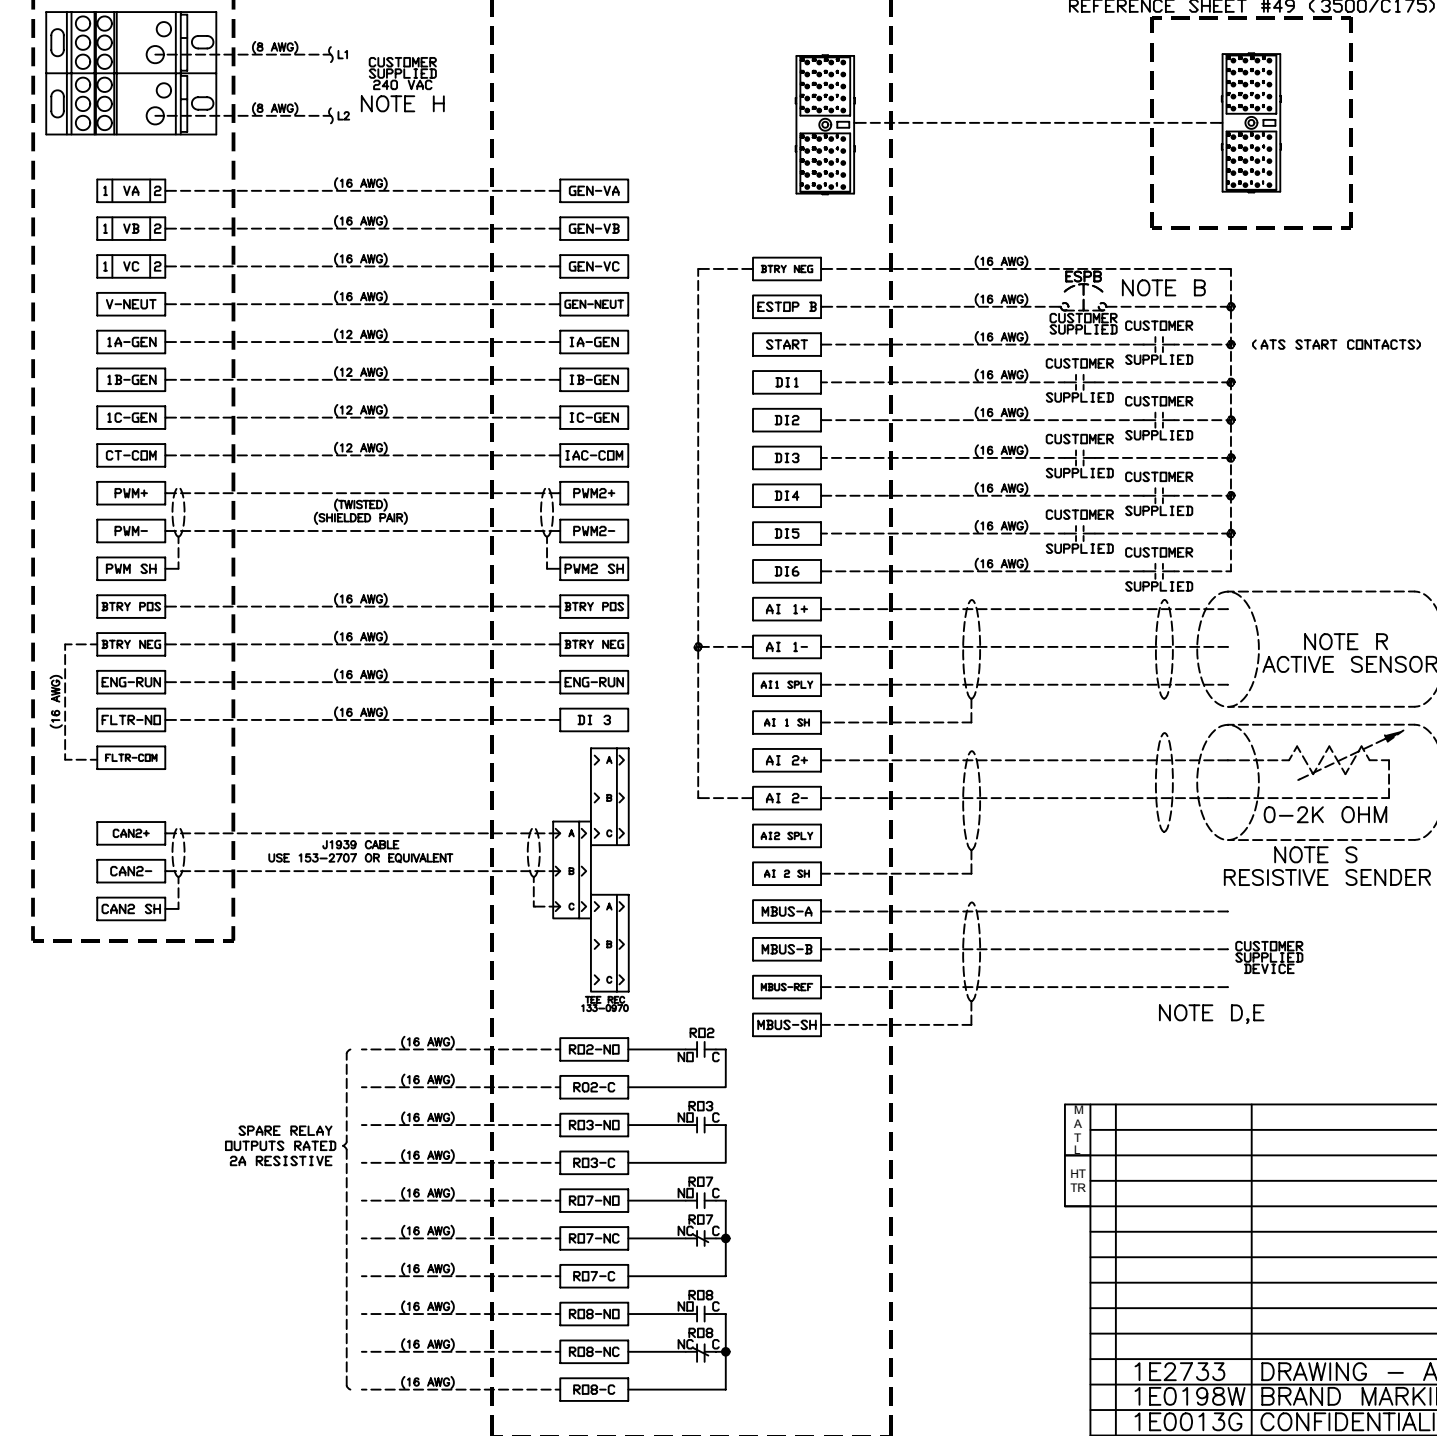 REFERENCE SHEET #49 (3500/C175)
(8 AWG)
L1
CUSTOMER
SUPPLIED
240 VAC
NOTE H
(8 AWG)
L2
1 VA 2
(16 AWG)
GEN-VA
1 VB 2
(16 AWG)
GEN-VB
1 VC 2
(16 AWG)
GEN-VC
V-NEUT
(16 AWG)
GEN-NEUT
1A-GEN
(12 AWG)
IA-GEN
1B-GEN
(12 AWG)
IB-GEN
1C-GEN
(12 AWG)
IC-GEN
CT-COM
(12 AWG)
IAC-COM
PWM+
(TWISTED)
(SHIELDED PAIR)
PWM2+
PWM-
PWM2-
PWM SH
PWM2 SH
BTRY POS
(16 AWG)
BTRY POS
BTRY NEG
(16 AWG)
BTRY NEG
ENG-RUN
(16 AWG)
ENG-RUN
FLTR-NO
(16 AWG)
DI 3
FLTR-COM
(16 AWG)
CAN2+
CAN2-
CAN2 SH
J1939 CABLE
USE 153-2707 OR EQUIVALENT
A
B
C
A
B
C
A
B
C
TEE REC
133-0970
BTRY NEG
(16 AWG)
ESTOP B
(16 AWG)
ESPB
NOTE B
CUSTOMER
SUPPLIED
START
(16 AWG)
CUSTOMER
SUPPLIED
(ATS START CONTACTS)
DI1
(16 AWG)
CUSTOMER
SUPPLIED
DI2
(16 AWG)
CUSTOMER
SUPPLIED
DI3
(16 AWG)
CUSTOMER
SUPPLIED
DI4
(16 AWG)
CUSTOMER
SUPPLIED
DI5
(16 AWG)
CUSTOMER
SUPPLIED
DI6
(16 AWG)
CUSTOMER
SUPPLIED
AI 1+
AI 1-
AI1 SPLY
AI 1 SH
NOTE R
ACTIVE SENSOR
AI 2+
AI 2-
AI2 SPLY
AI 2 SH
0-2K OHM
NOTE S
RESISTIVE SENDER
MBUS-A
MBUS-B
MBUS-REF
MBUS-SH
CUSTOMER
SUPPLIED
DEVICE
NOTE D,E
SPARE RELAY
OUTPUTS RATED
2A RESISTIVE
(16 AWG)
RO2-NO
RO2
NO C
(16 AWG)
RO2-C
(16 AWG)
RO3-NO
RO3
NO C
(16 AWG)
RO3-C
(16 AWG)
RO7-NO
RO7
NO C
(16 AWG)
RO7-NC
RO7
NC C
(16 AWG)
RO7-C
(16 AWG)
RO8-NO
RO8
NO C
(16 AWG)
RO8-NC
RO8
NC C
(16 AWG)
RO8-C
M
A
T
L
HT
TR
1E2733 DRAWING - A
1E0198W BRAND MARKI
1E0013G CONFIDENTIALI